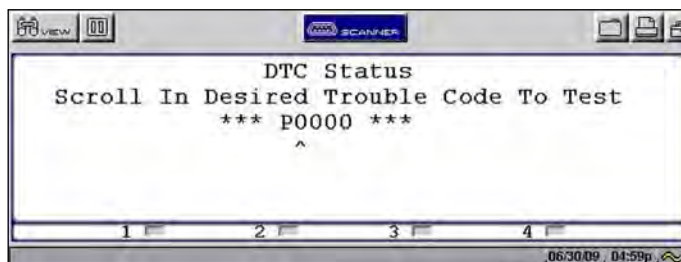 VIEW SCANNER
DTC Status
Scroll In Desired Trouble Code To Test
*** P0000 ***
^
1 2 3 4
06/30/09 , 04:59p